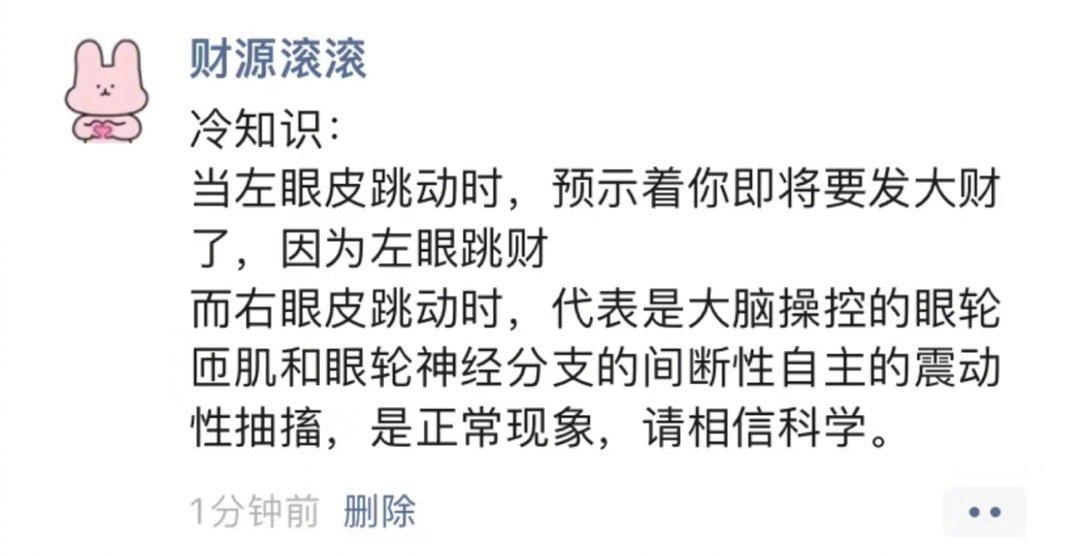 财源滚滚
冷知识：
当左眼皮跳动时，预示着你即将要发大财
了，因为左眼跳财
而右眼皮跳动时，代表是大脑操控的眼轮
匝肌和眼轮神经分支的间断性自主的震动
性抽搐，是正常现象，请相信科学。
1分钟前 删除